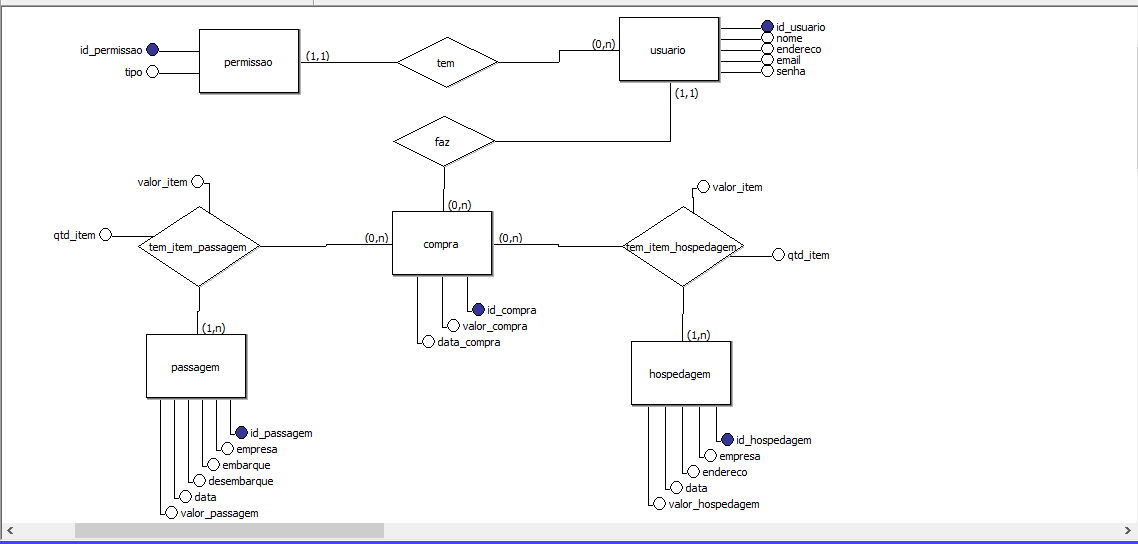 id_permissao
tipo
permissao
(1,1)
tem
(0,n)
usuario
id_usuario
nome
endereco
email
senha
(1,1)
faz
(0,n)
valor_item
qtd_item
tem_item_passagem
(0,n)
compra
(0,n)
tem_item_hospedagem
valor_item
qtd_item
id_compra
valor_compra
data_compra
(1,n)
passagem
id_passagem
empresa
embarque
desembarque
data
valor_passagem
(1,n)
hospedagem
id_hospedagem
empresa
endereco
data
valor_hospedagem